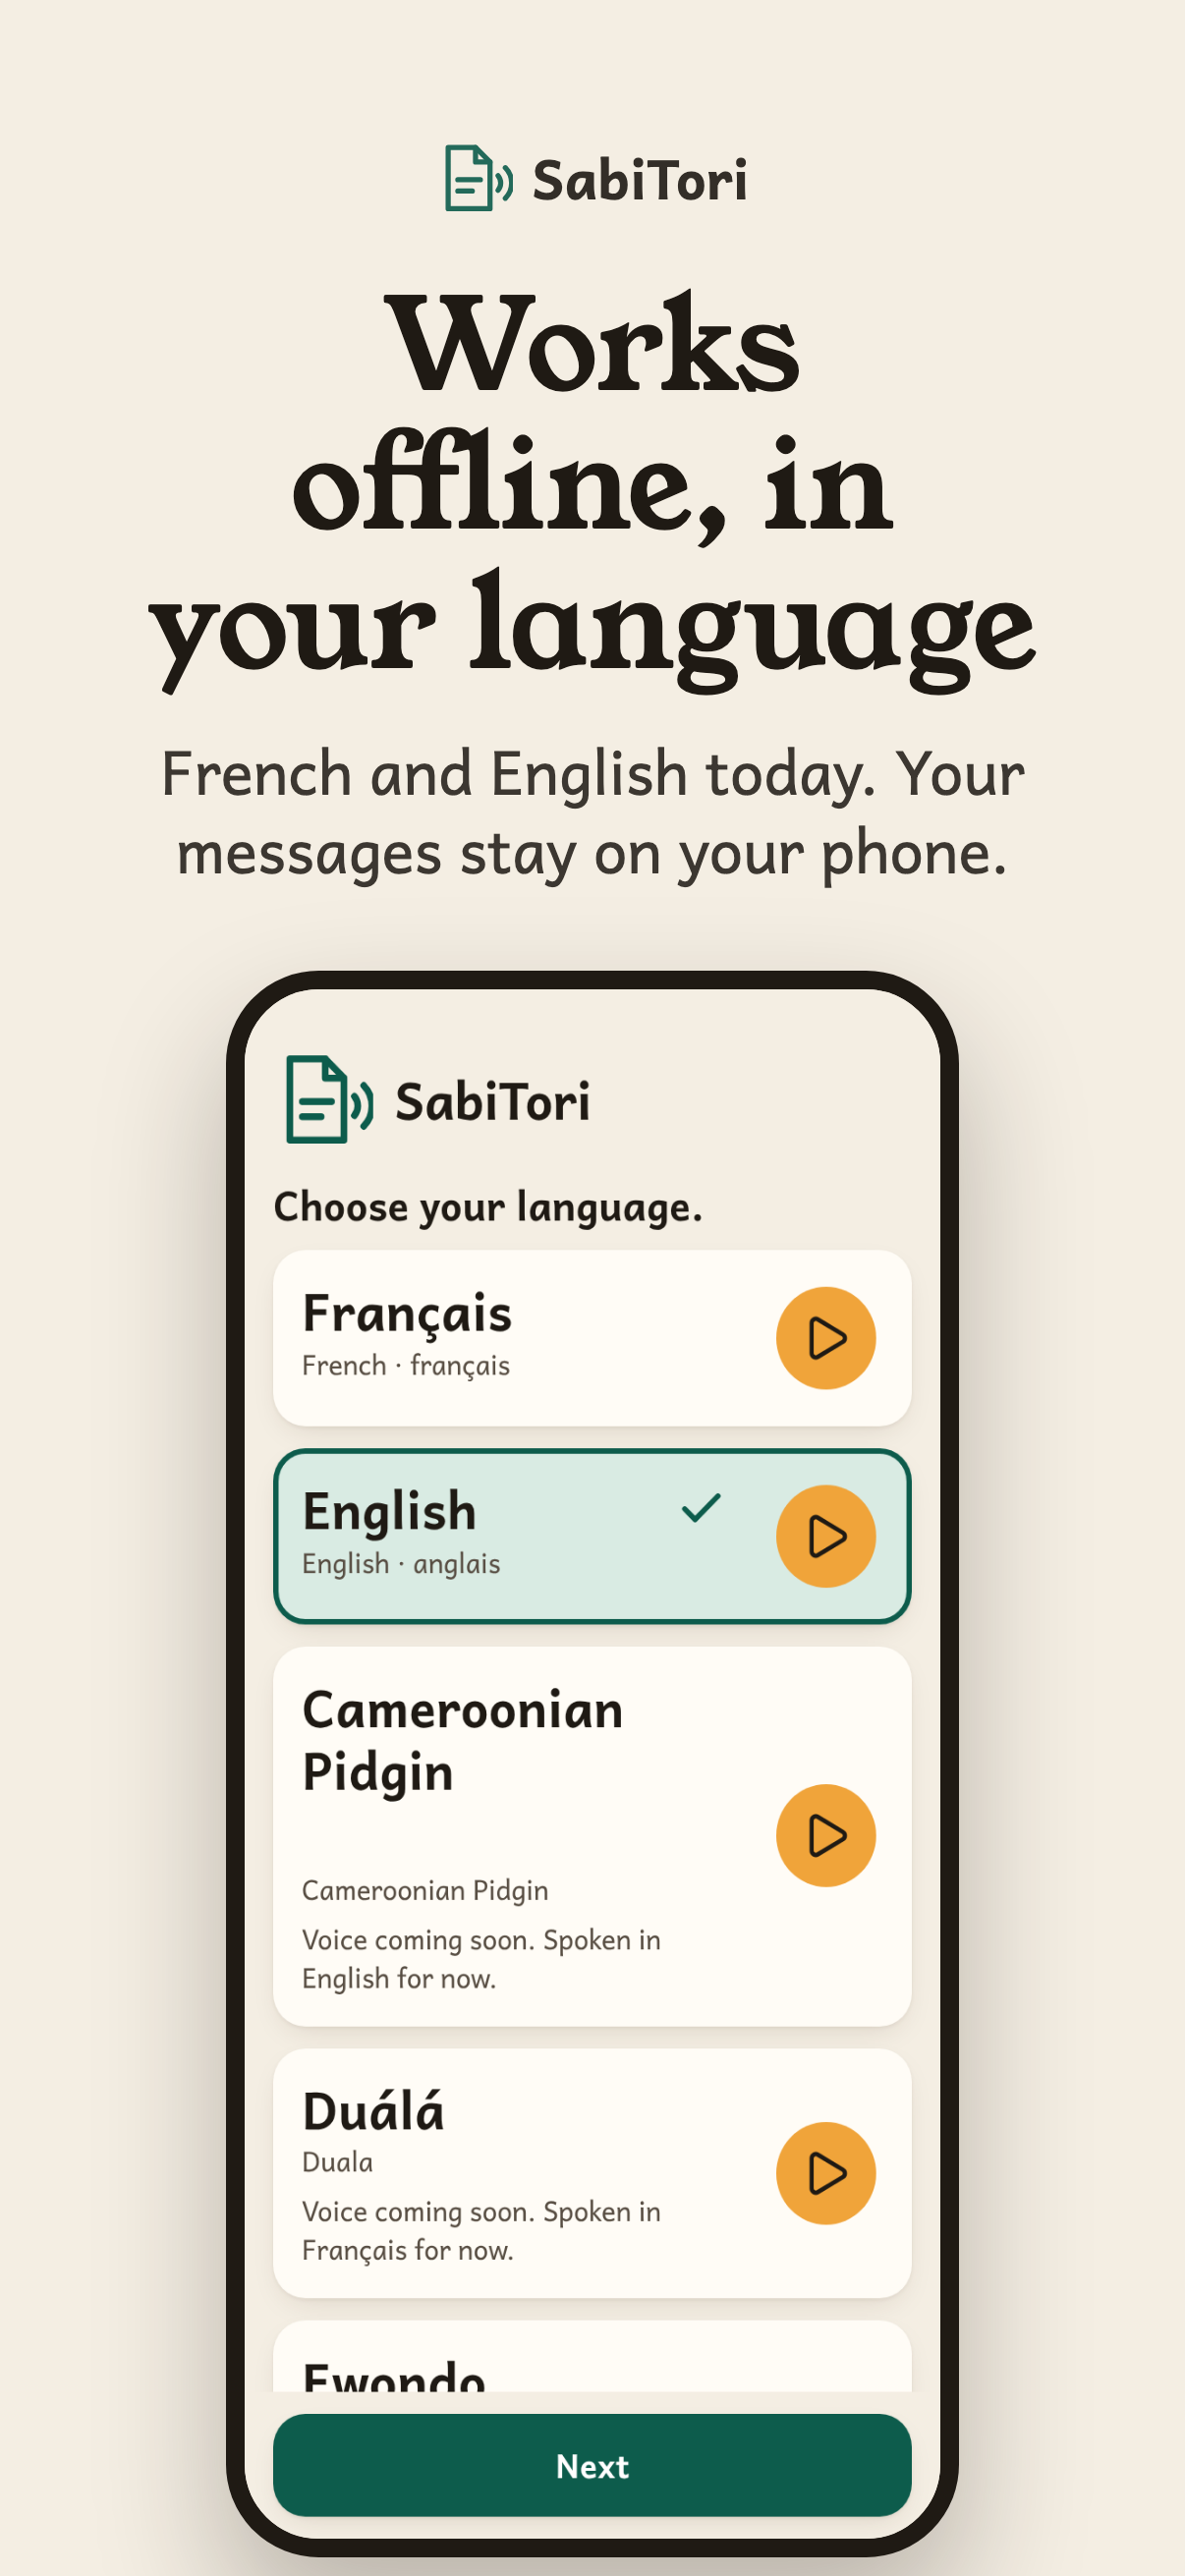 SabiTori
Works
offline, in
your language
French and English today. Your
messages stay on your phone.
SabiTori
Choose your language.
Français
French · français
English
English · anglais
Cameroonian
Pidgin
Cameroonian Pidgin
Voice coming soon. Spoken in
English for now.
Duálá
Duala
Voice coming soon. Spoken in
Français for now.
Ewondo
Next